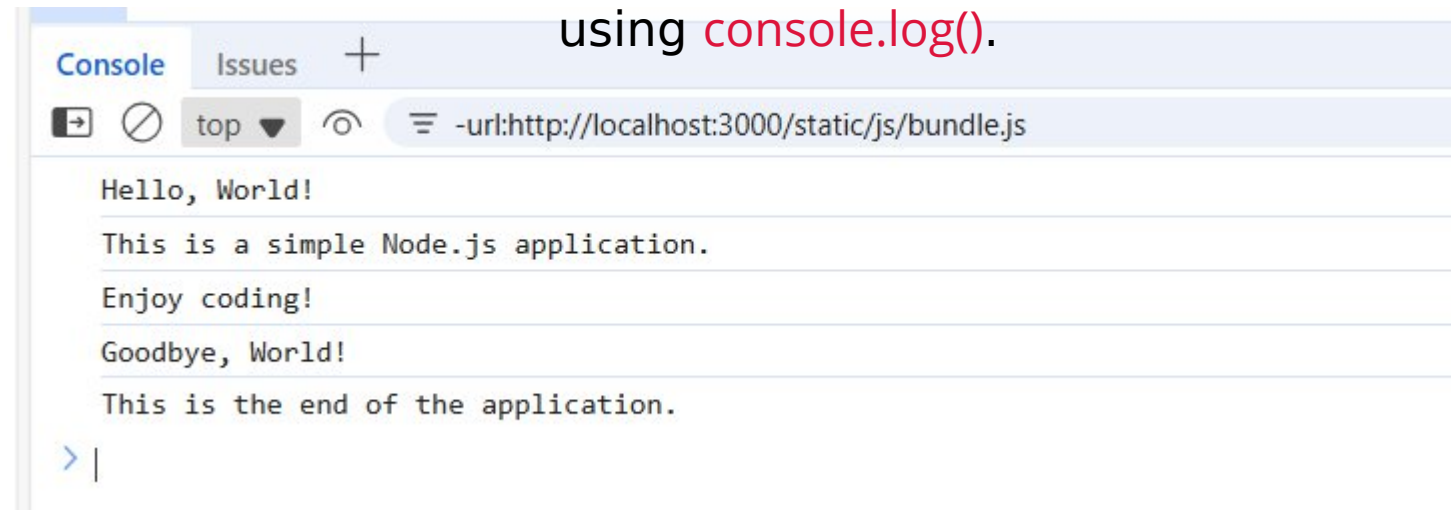 using console.log().
Console Issues
top -url:http://localhost:3000/static/js/bundle.js
Hello, World!
This is a simple Node.js application.
Enjoy coding!
Goodbye, World!
This is the end of the application.
>